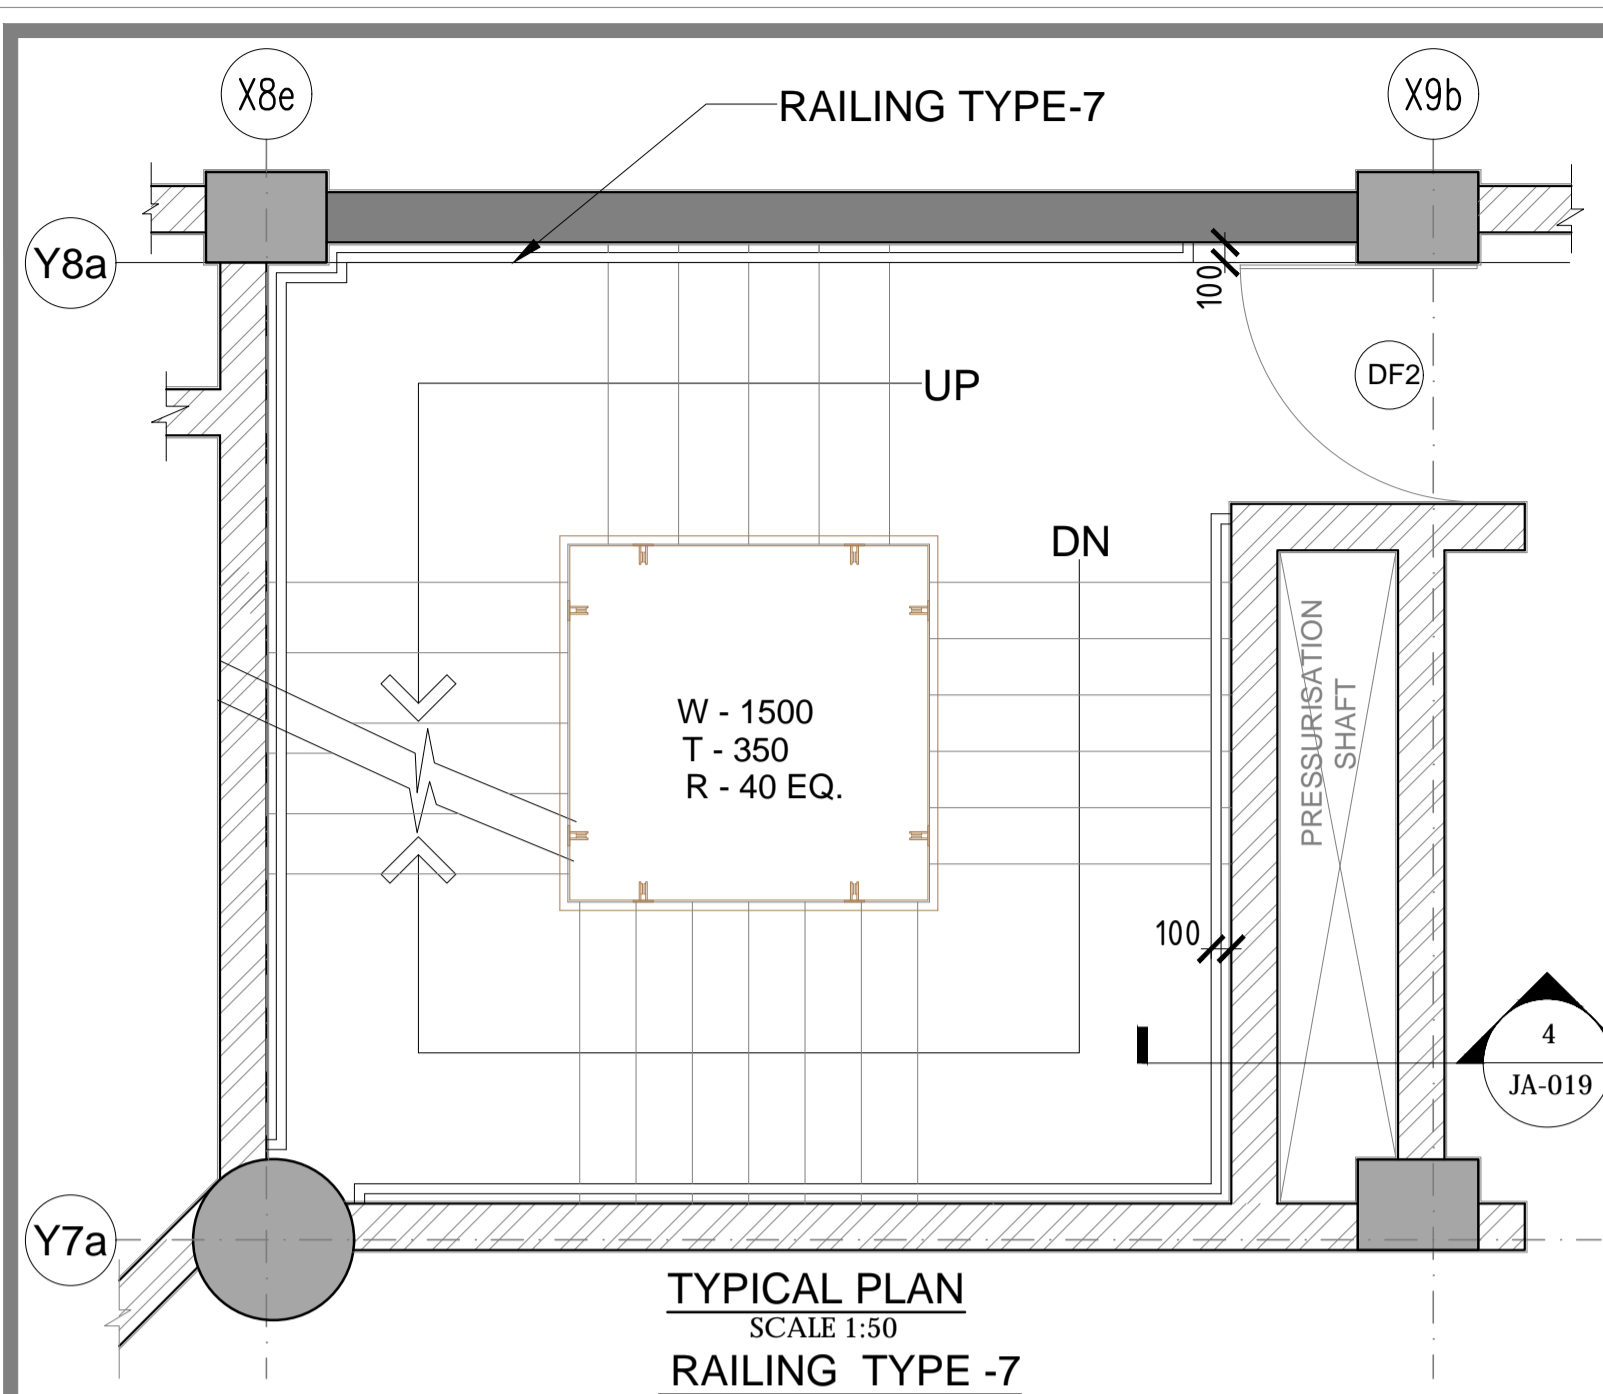 X8e
X9b
RAILING TYPE-7
Y8a
100
DF2
UP
DN
W - 1500
T - 350
R - 40 EQ.
PRESSURISATION
SHAFT
100
4
JA-019
Y7a
TYPICAL PLAN
SCALE 1:50
RAILING TYPE -7